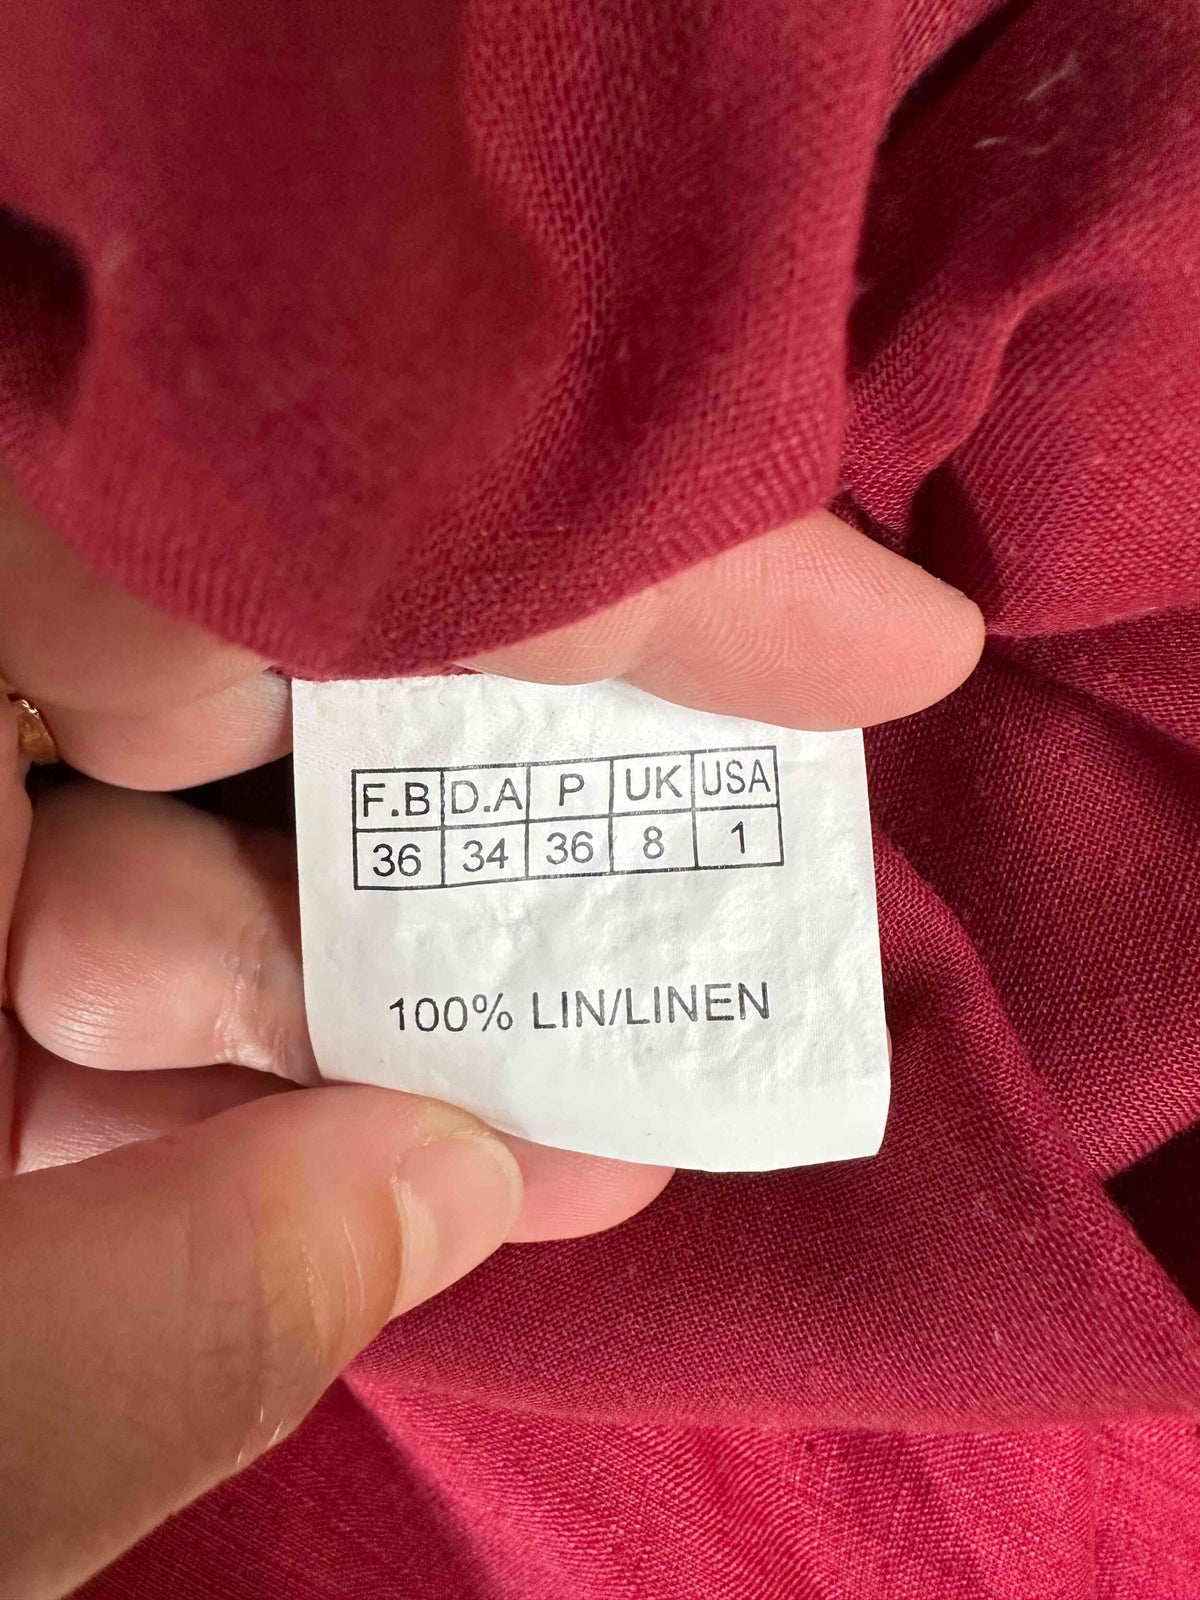 F.B D.A P UK USA
36 34 36 8 1
100% LIN/LINEN